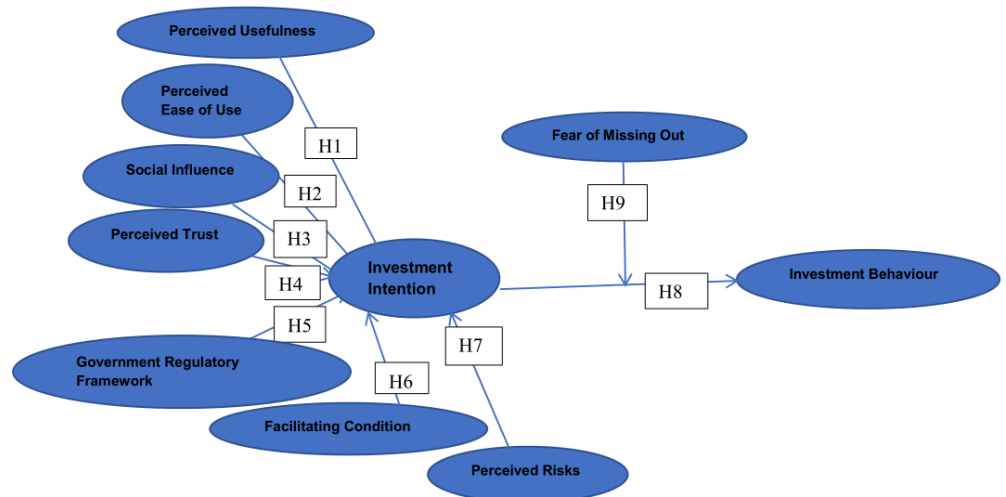 Perceived Usefulness
Perceived
Ease of Use
H1
Fear of Missing Out
Social Influence
H2
H9
Perceived Trust
H3
H4
Investment
Intention
Investment Behaviour
H8
H5
H7
Government Regulatory
Framework
H6
Facilitating Condition
Perceived Risks